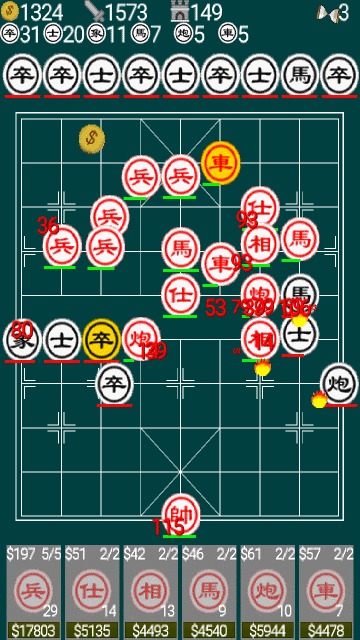 1324 1573 149 3
卒31 士20 象11 馬7 炮5 車5
卒 卒 士 卒 士 卒 士 馬 卒
$
兵 兵 車
兵 仕
36 93
兵 兵 馬 相 馬
車 93
仕 炮 馬
53
80
象 士 卒 炮 士
卒 炮
帥
115
$197 5/5 $51 2/2 $42 2/2 $46 2/2 $61 2/2 $57 2/2
兵 仕 相 馬 炮 車
29 14 13 9 10 7
$17803 $5135 $4493 $4540 $5944 $4478